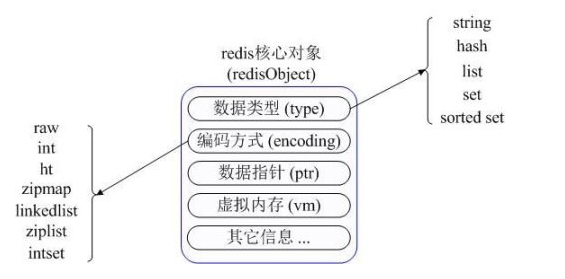 redis核心对象
(redisObject)
数据类型 (type)
编码方式 (encoding)
数据指针 (ptr)
虚拟内存 (vm)
其它信息 ...
string
hash
list
set
sorted set
raw
int
ht
zipmap
linkedlist
ziplist
intset